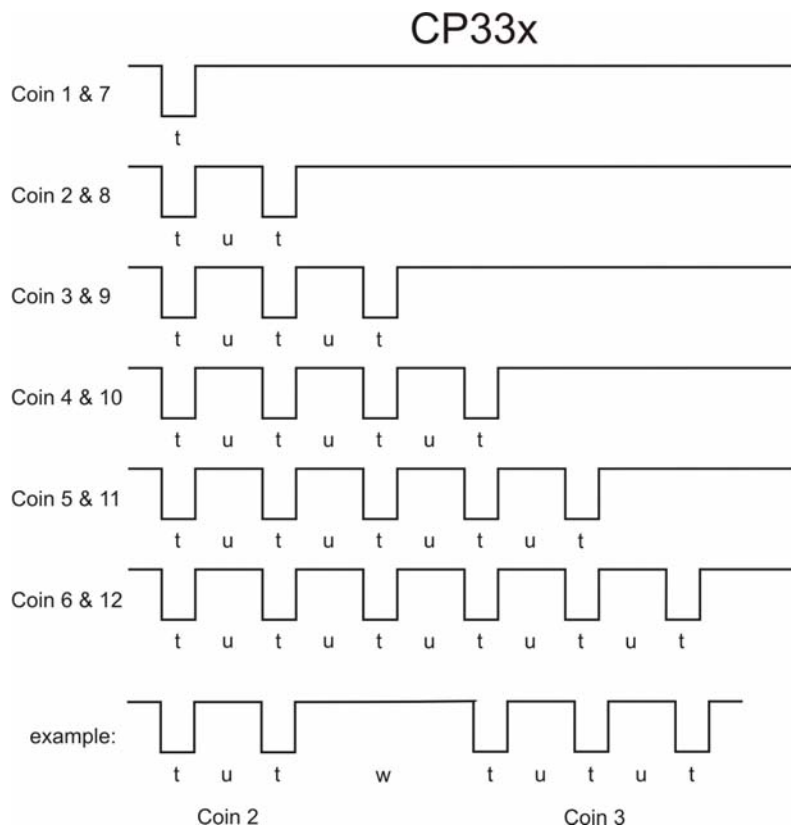 CP33x
Coin 1 & 7
t
Coin 2 & 8
t u t
Coin 3 & 9
t u t u t
Coin 4 & 10
t u t u t u t
Coin 5 & 11
t u t u t u t u t
Coin 6 & 12
t u t u t u t u t u t
example:
t u t w t u t u t
Coin 2 Coin 3